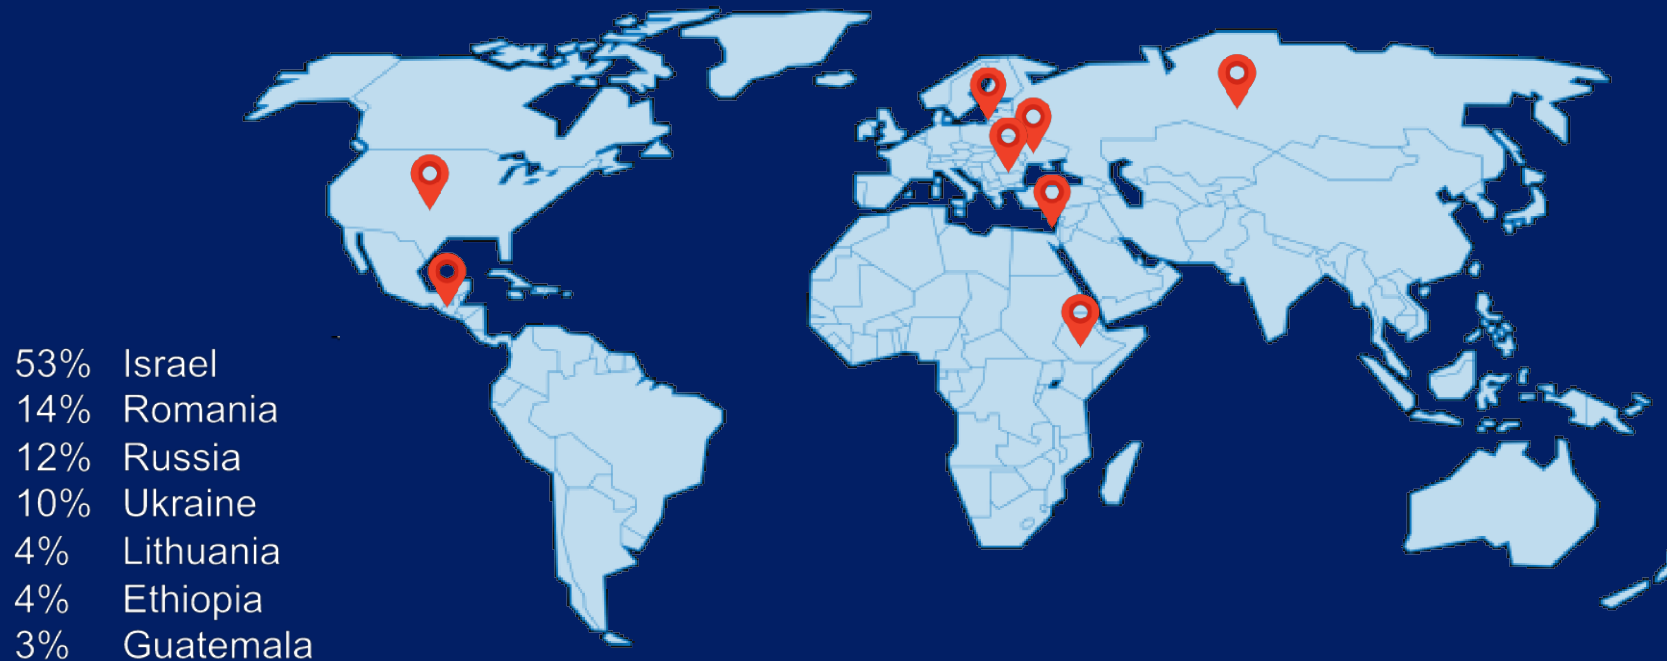 53% Israel
14% Romania
12% Russia
10% Ukraine
4% Lithuania
4% Ethiopia
3% Guatemala